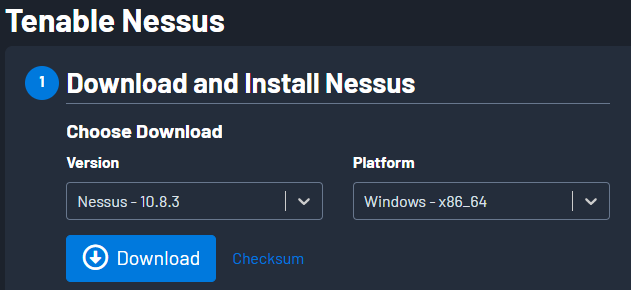 Tenable Nessus
1 Download and Install Nessus
Choose Download
Version Platform
Nessus - 10.8.3 Windows - x86_64
Download Checksum